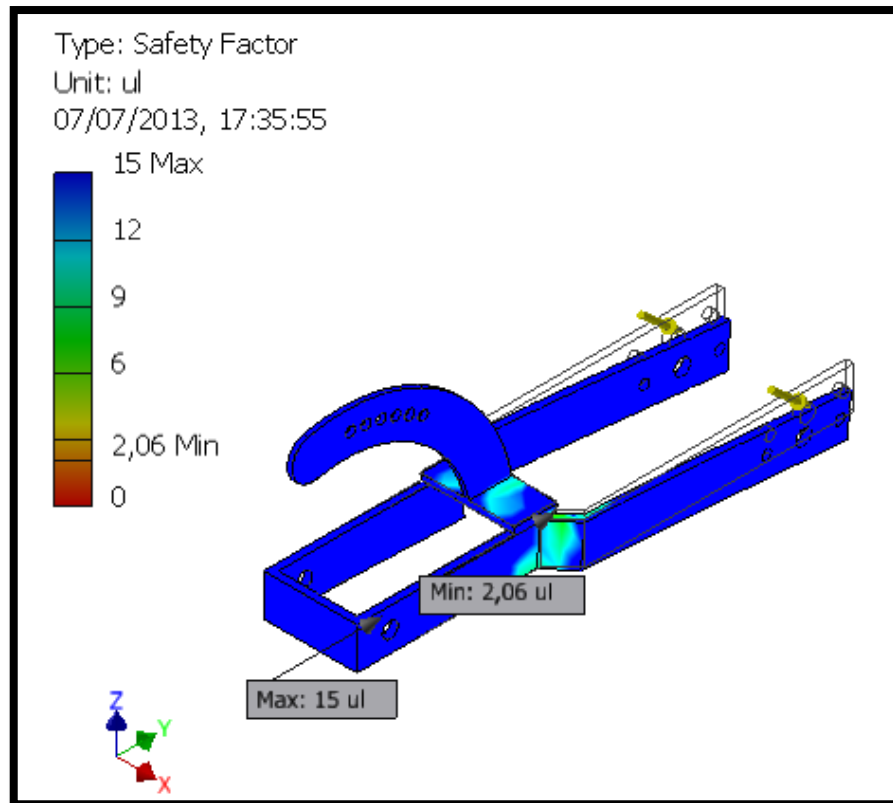 Type: Safety Factor
Unit: ul
07/07/2013, 17:35:55
15 Max
12
9
6
2,06 Min
0
Min: 2,06 ul
Max: 15 ul
Z
Y
X